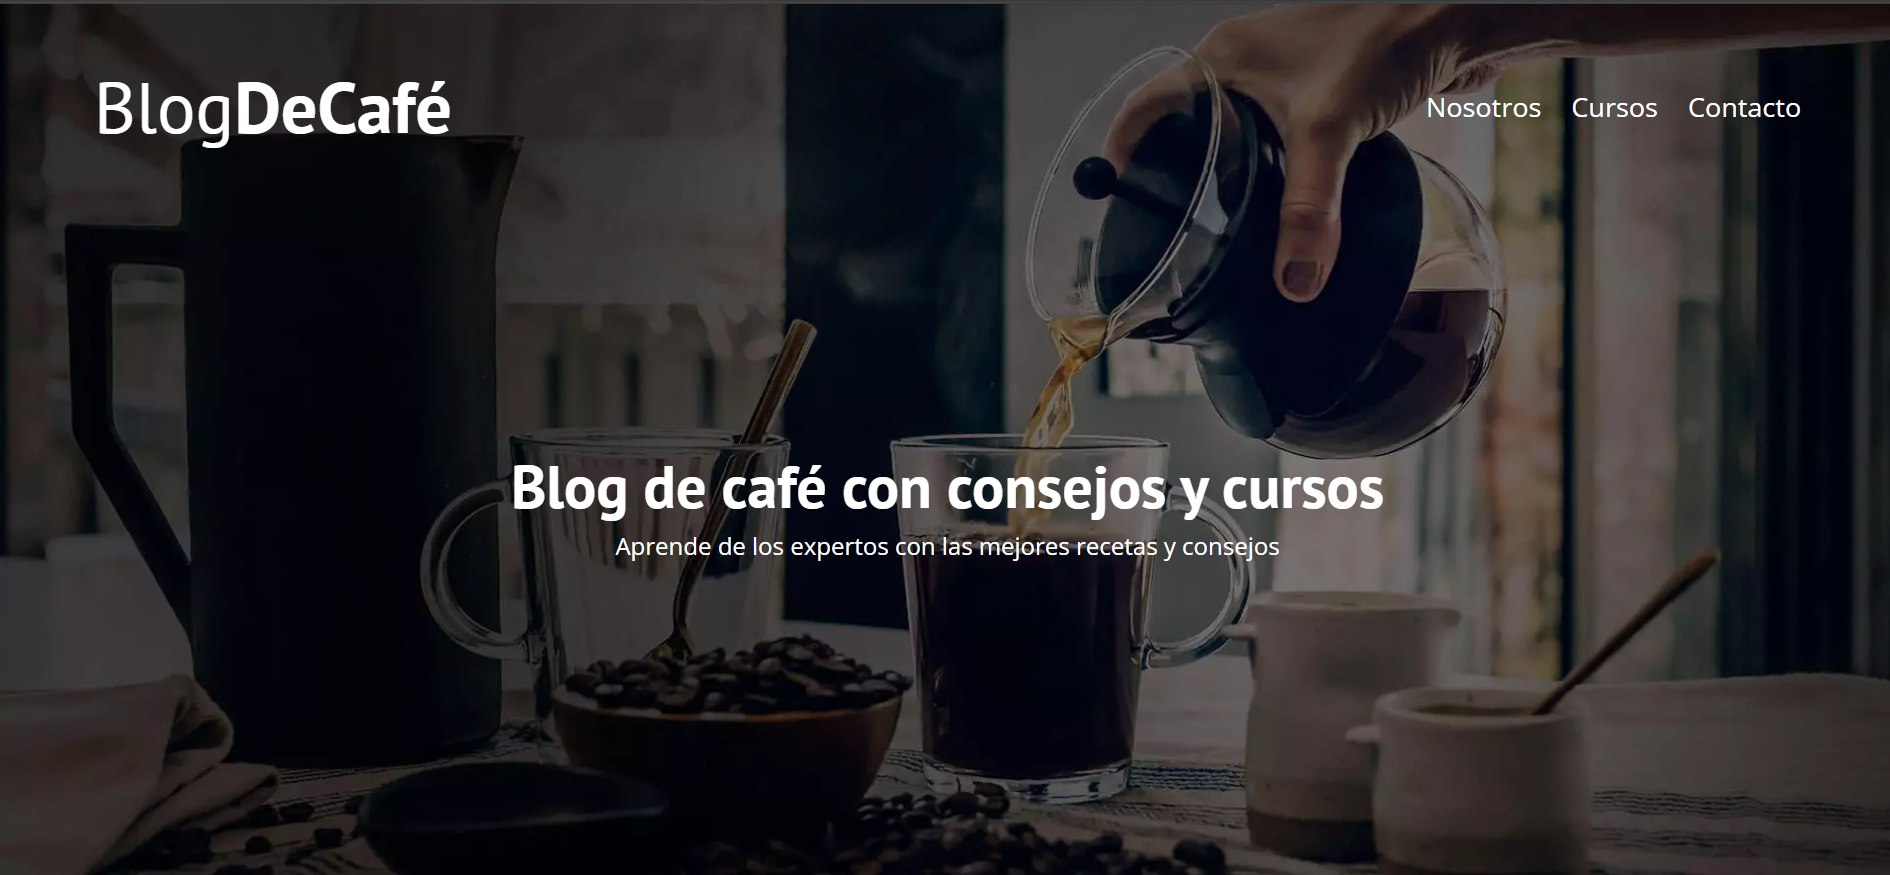 BlogDeCafé
Nosotros Cursos Contacto
Blog de café con consejos y cursos
Aprende de los expertos con las mejores recetas y consejos